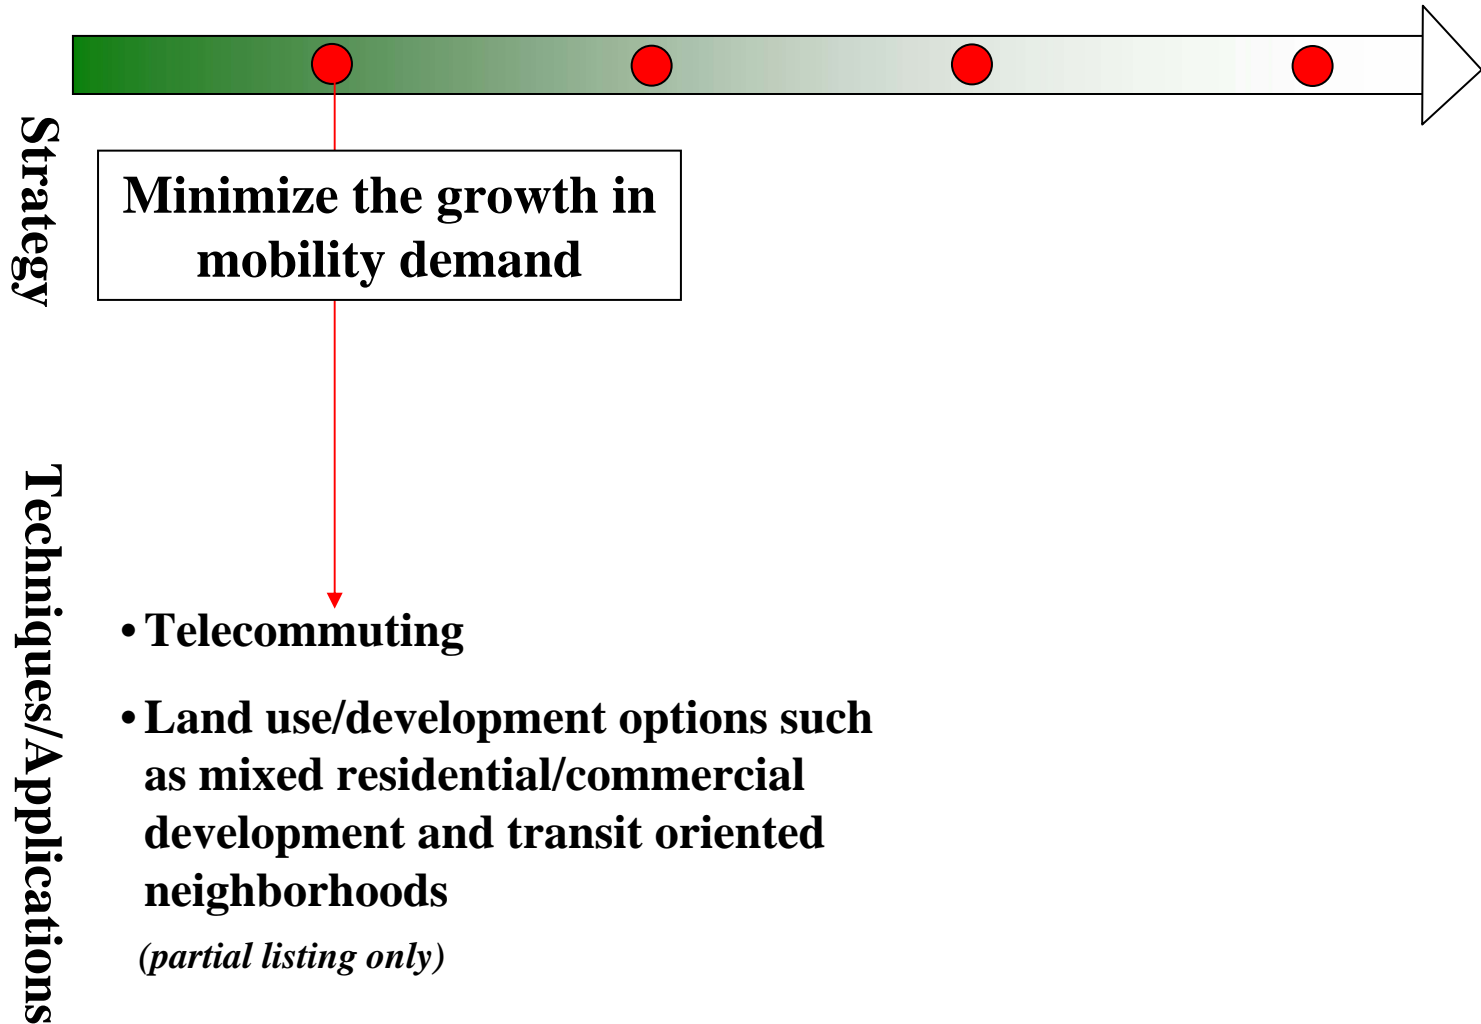 Strategy
Minimize the growth in
mobility demand
Techniques/Applications
• Telecommuting
• Land use/development options such
as mixed residential/commercial
development and transit oriented
neighborhoods
(partial listing only)